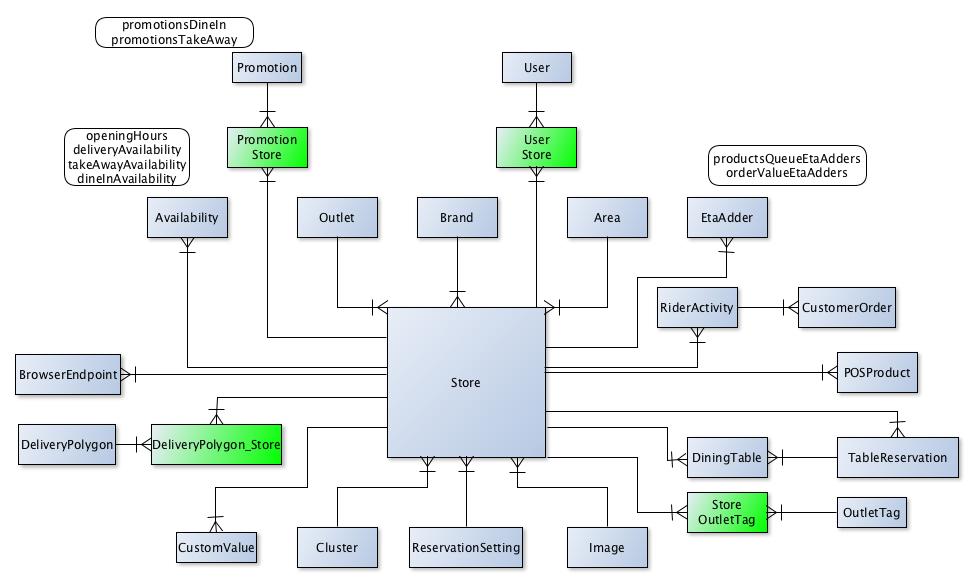 promotionsDineIn
promotionsTakeAway
Promotion
User
openingHours
deliveryAvailability
takeAwayAvailability
dineInAvailability
Promotion
Store
User
Store
productsQueueEtaAdders
orderValueEtaAdders
Availability
Outlet
Brand
Area
EtaAdder
RiderActivity
CustomerOrder
BrowserEndpoint
Store
POSProduct
DeliveryPolygon
DeliveryPolygon_Store
DiningTable
TableReservation
Store
OutletTag
OutletTag
CustomValue
Cluster
ReservationSetting
Image